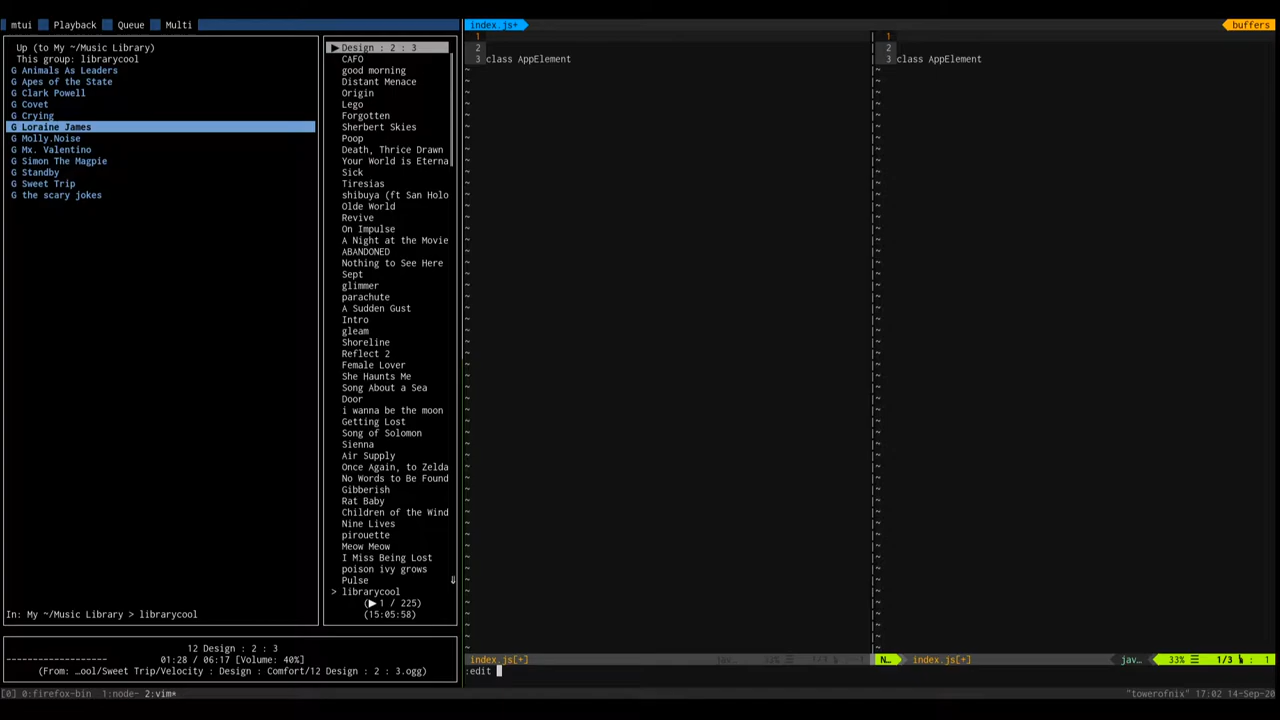 mtui Playback Queue Multi
Up (to My ~/Music Library)
This group: librarycool
G Animals As Leaders
G Apes of the State
G Clark Powell
G Covet
G Crying
G Loraine James
G Molly.Noise
G Mx. Valentino
G Simon The Magpie
G Standby
G Sweet Trip
G the scary jokes
In: My ~/Music Library > librarycool
▶ Design : 2 : 3
CAFO
good morning
Distant Menace
Origin
Lego
Forgotten
Sherbert Skies
Poop
Death, Thrice Drawn
Your World is Eterna
Sick
Tiresias
shibuya (ft San Holo
Olde World
Revive
On Impulse
A Night at the Movie
ABANDONED
Nothing to See Here
Sept
glimmer
parachute
A Sudden Gust
Intro
gleam
Shoreline
Reflect 2
Female Lover
She Haunts Me
Song About a Sea
Door
i wanna be the moon
Getting Lost
Song of Solomon
Sienna
Air Supply
Once Again, to Zelda
No Words to Be Found
Gibberish
Rat Baby
Children of the Wind
Nine Lives
pirouette
Meow Meow
I Miss Being Lost
poison ivy grows
Pulse ⇓
> librarycool
(▶ 1 / 225)
(15:05:58)
12 Design : 2 : 3
------------------- 01:28 / 06:17 [Volume: 40%]
(From: …ool/Sweet Trip/Velocity : Design : Comfort/12 Design : 2 : 3.ogg)
index.js+ buffers
1
2
3 class AppElement
1
2
3 class AppElement
index.js[+] jav… 33% ☰ 1/3 : 1
N… index.js[+] jav… 33% ☰ 1/3 : 1
:edit
[0] 0:firefox-bin 1:node- 2:vim* "towerofnix" 17:02 14-Sep-20